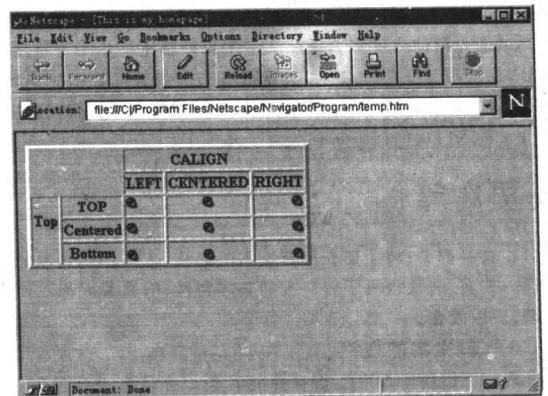 Netscape - [This is my homepage]
File Edit View Go Bookmarks Options Directory Window Help
Back Forward Home Edit Reload Images Open Print Find Stop
Location: file:///C|/Program Files/Netscape/Navigator/Program/temp.htm N
CALIGN
LEFT CENTERED RIGHT
Top TOP
Centered
Bottom
Document: Done